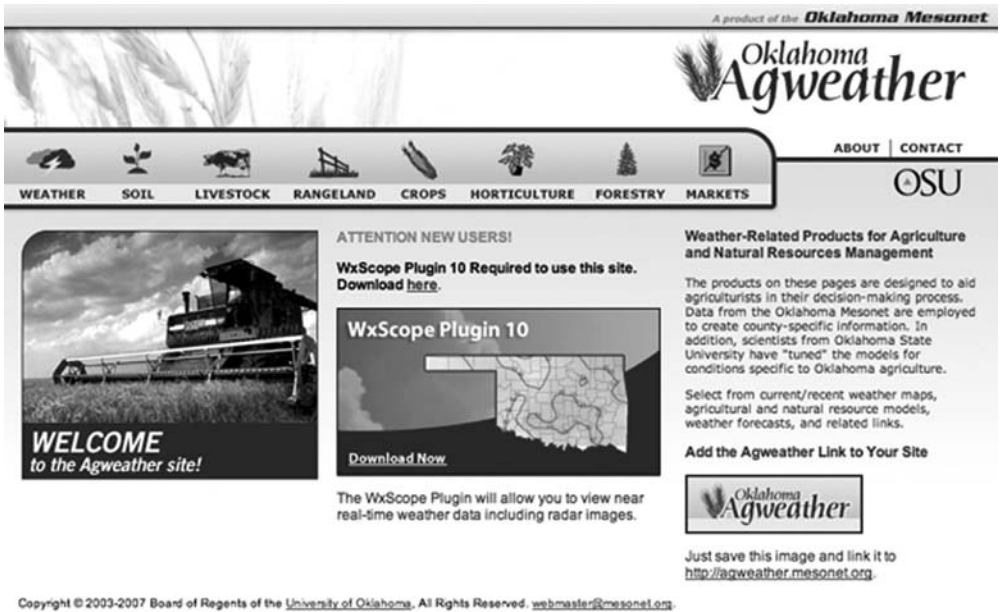 A product of the Oklahoma Mesonet
Oklahoma
Agweather
ABOUT | CONTACT
WEATHER SOIL LIVESTOCK RANGELAND CROPS HORTICULTURE FORESTRY MARKETS
OSU
WELCOME
to the Agweather site!
ATTENTION NEW USERS!
WxScope Plugin 10 Required to use this site.
Download here.
WxScope Plugin 10
Download Now
The WxScope Plugin will allow you to view near
real-time weather data including radar images.
Weather-Related Products for Agriculture
and Natural Resources Management
The products on these pages are designed to aid
agriculturists in their decision-making process.
Data from the Oklahoma Mesonet are employed
to create county-specific information. In
addition, scientists from Oklahoma State
University have "tuned" the models for
conditions specific to Oklahoma agriculture.
Select from current/recent weather maps,
agricultural and natural resource models,
weather forecasts, and related links.
Add the Agweather Link to Your Site
Oklahoma
Agweather
Just save this image and link it to
http://agweather.mesonet.org.
Copyright © 2003-2007 Board of Regents of the University of Oklahoma, All Rights Reserved. webmaster@mesonet.org.